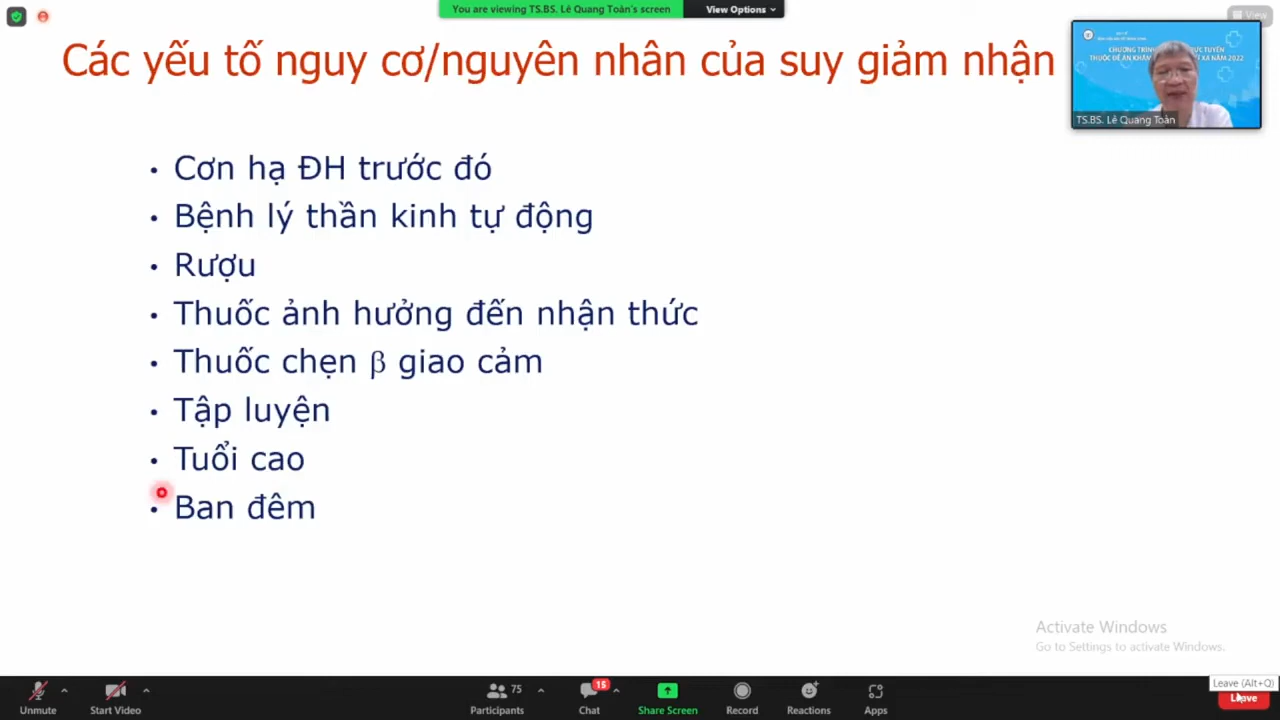 You are viewing TS.BS. Lê Quang Toàn's screen
View Options
View
Các yếu tố nguy cơ/nguyên nhân của suy giảm nhận
TS.BS. Lê Quang Toàn
• Cơn hạ ĐH trước đó
• Bệnh lý thần kinh tự động
• Rượu
• Thuốc ảnh hưởng đến nhận thức
• Thuốc chẹn β giao cảm
• Tập luyện
• Tuổi cao
• Ban đêm
Activate Windows
Go to Settings to activate Windows.
Leave (Alt+Q)
Unmute
Start Video
75
Participants
15
Chat
Share Screen
Record
Reactions
Apps
Leave